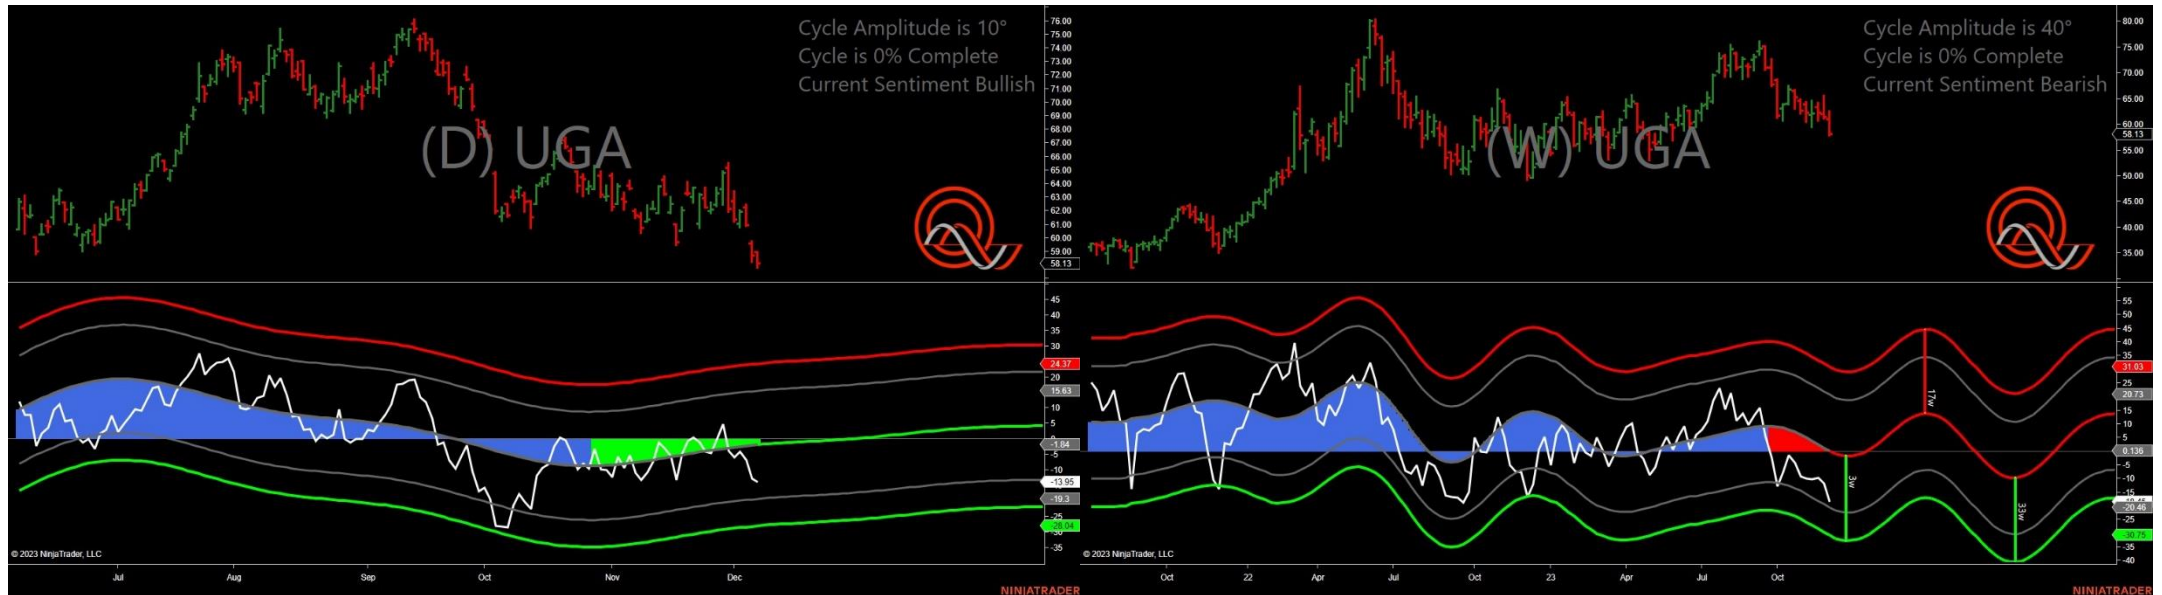 Cycle Amplitude is 10°
Cycle is 0% Complete
Current Sentiment Bullish
(D) UGA
76.00
75.00
74.00
73.00
72.00
71.00
70.00
69.00
68.00
67.00
66.00
65.00
64.00
63.00
62.00
61.00
60.00
59.00
58.13
45
40
35
30
24.37
20
15.63
10
5
-1.84
-5
-10
-13.95
-19.3
-25
-28.04
-35
© 2023 NinjaTrader, LLC
Jul
Aug
Sep
Oct
Nov
Dec
NINJATRADER
Cycle Amplitude is 40°
Cycle is 0% Complete
Current Sentiment Bearish
(W) UGA
80.00
75.00
70.00
65.00
60.00
58.13
55.00
50.00
45.00
40.00
35.00
17w
3w
33w
55
50
45
40
35
31.03
25
20.73
15
10
5
0.136
-5
-10
-15
-20.46
-25
-30.75
-35
-40
© 2023 NinjaTrader, LLC
Oct
22
Apr
Jul
Oct
23
Apr
Jul
Oct
NINJATRADER